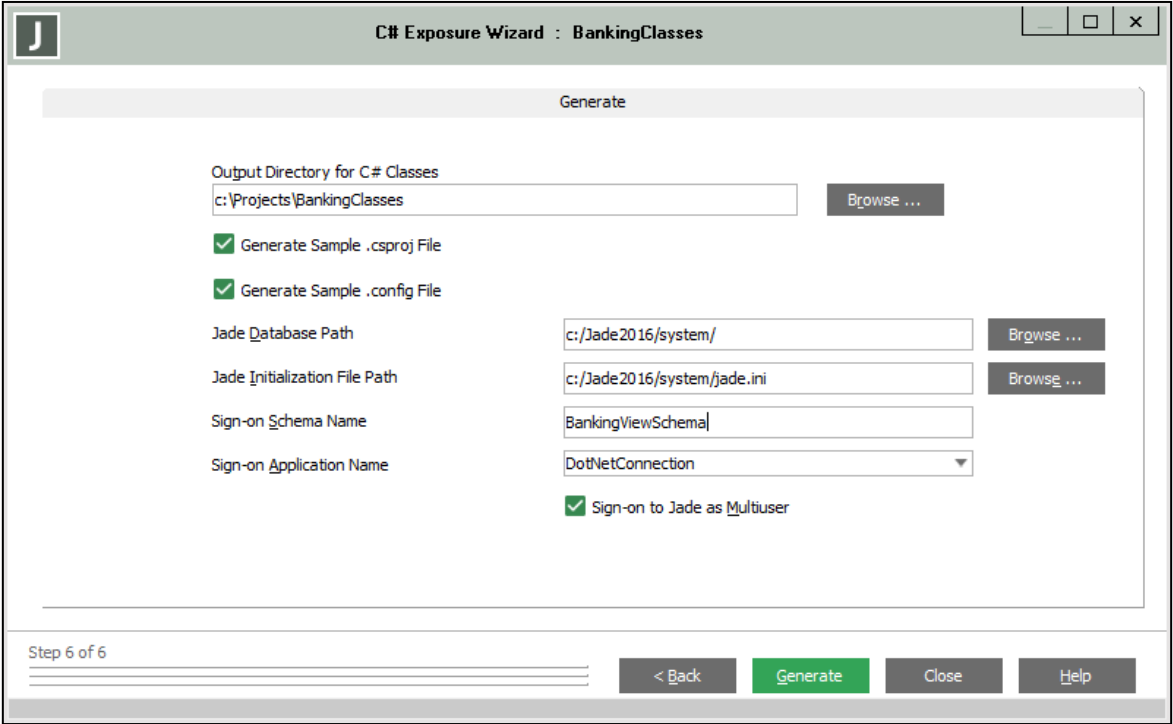 J
C# Exposure Wizard : BankingClasses
Generate
Output Directory for C# Classes
c:\Projects\BankingClasses
Browse ...
Generate Sample .csproj File
Generate Sample .config File
Jade Database Path
c:/Jade2016/system/
Browse ...
Jade Initialization File Path
c:/Jade2016/system/jade.ini
Browse ...
Sign-on Schema Name
BankingViewSchema
Sign-on Application Name
DotNetConnection
Sign-on to Jade as Multiuser
Step 6 of 6
< Back
Generate
Close
Help